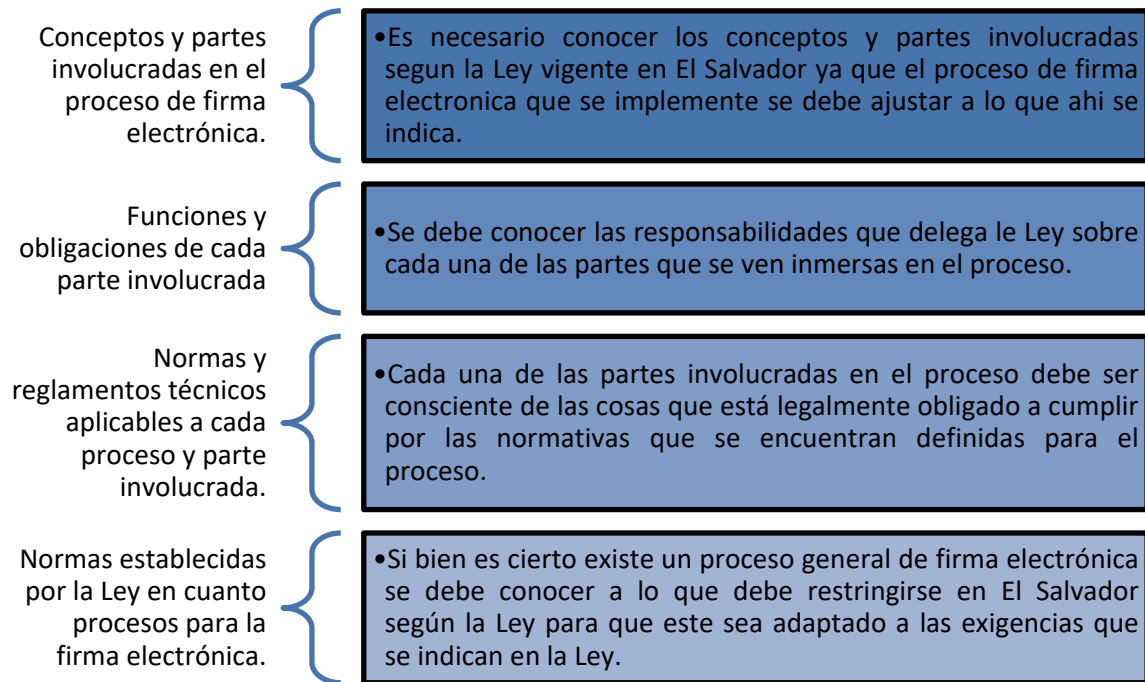 Conceptos y partes
involucradas en el
proceso de firma
electrónica.
•Es necesario conocer los conceptos y partes involucradas
segun la Ley vigente en El Salvador ya que el proceso de firma
electronica que se implemente se debe ajustar a lo que ahi se
indica.
Funciones y
obligaciones de cada
parte involucrada
•Se debe conocer las responsabilidades que delega le Ley sobre
cada una de las partes que se ven inmersas en el proceso.
Normas y
reglamentos técnicos
aplicables a cada
proceso y parte
involucrada.
•Cada una de las partes involucradas en el proceso debe ser
consciente de las cosas que está legalmente obligado a cumplir
por las normativas que se encuentran definidas para el
proceso.
Normas establecidas
por la Ley en cuanto
procesos para la
firma electrónica.
•Si bien es cierto existe un proceso general de firma electrónica
se debe conocer a lo que debe restringirse en El Salvador
según la Ley para que este sea adaptado a las exigencias que
se indican en la Ley.